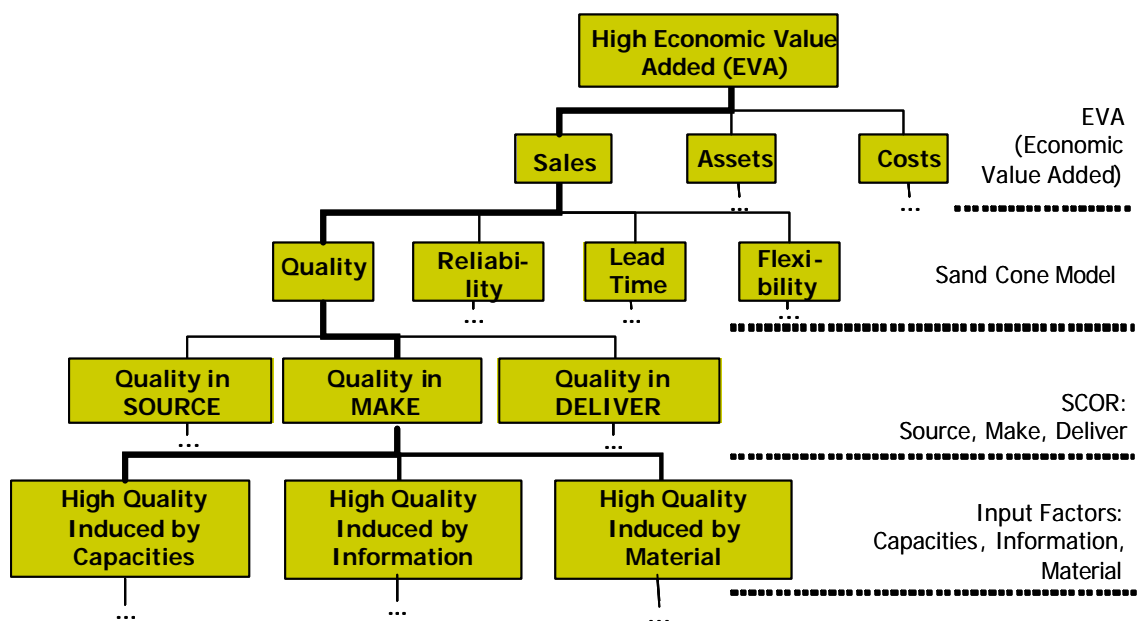 High Economic Value
Added (EVA)
EVA
(Economic
Value Added)
Sales
Assets
Costs
...
...
Quality
Reliabi-
lity
Lead
Time
Flexi-
bility
Sand Cone Model
...
...
...
Quality in
SOURCE
Quality in
MAKE
Quality in
DELIVER
SCOR:
Source, Make, Deliver
...
...
High Quality
Induced by
Capacities
High Quality
Induced by
Information
High Quality
Induced by
Material
Input Factors:
Capacities, Information,
Material
...
...
...